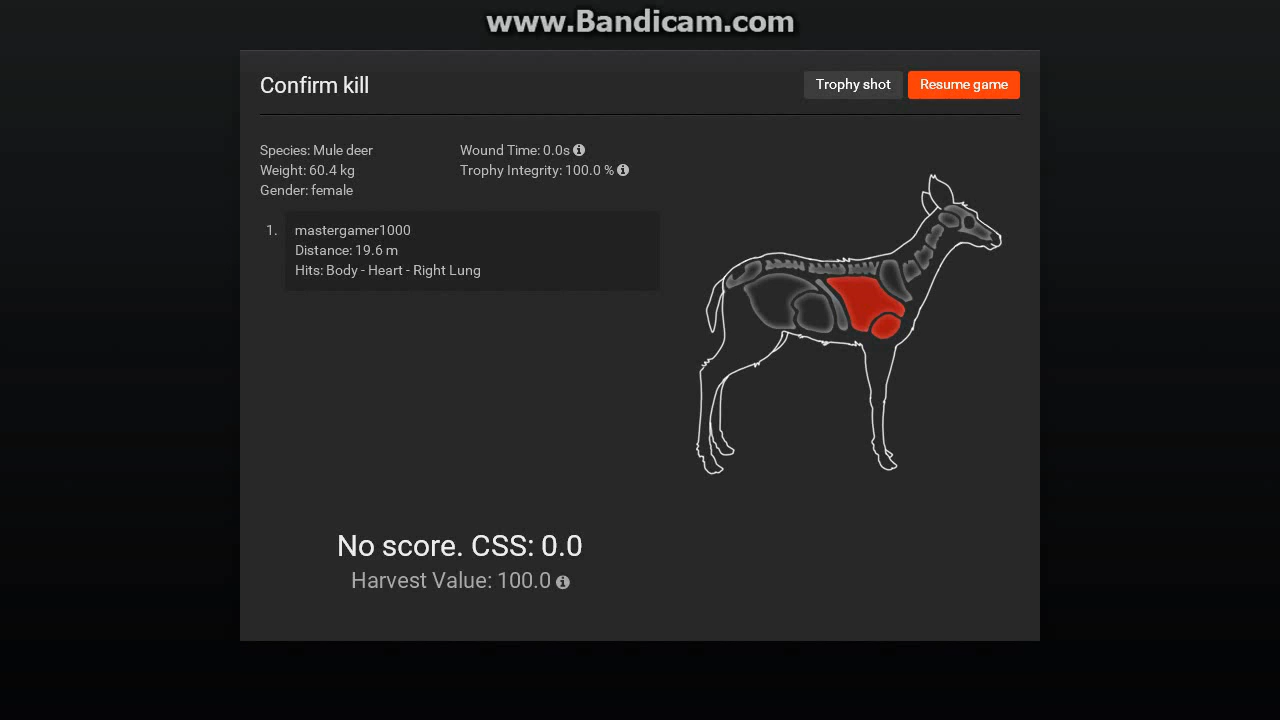 www.Bandicam.com
Confirm kill
Trophy shot
Resume game
Species: Mule deer
Weight: 60.4 kg
Gender: female
Wound Time: 0.0s
Trophy Integrity: 100.0 %
1.
mastergamer1000
Distance: 19.6 m
Hits: Body - Heart - Right Lung
No score. CSS: 0.0
Harvest Value: 100.0